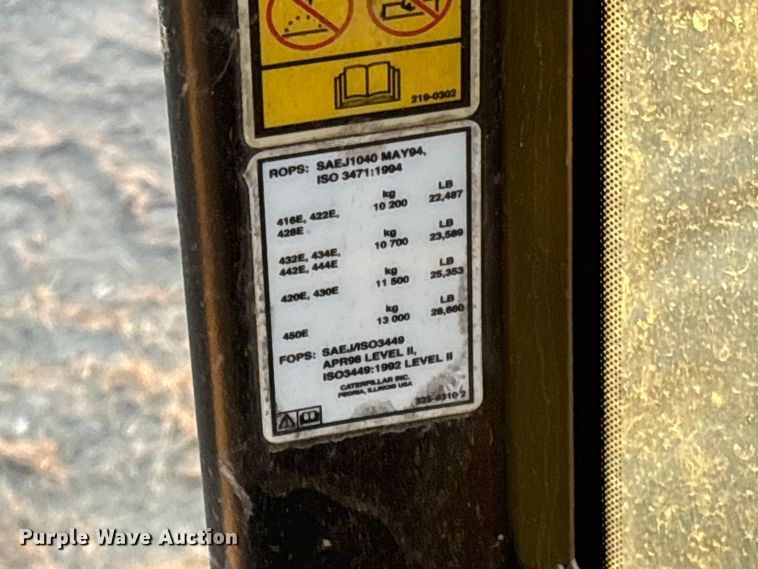 219-0302
ROPS: SAEJ1040 MAY94,
ISO 3471:1994
kg LB
416E, 422E, 10 200 22,487
428E
kg LB
432E, 434E, 10 700 23,589
442E, 444E
kg LB
420E, 430E 11 500 25,353
kg LB
450E 13 000 28,660
FOPS: SAEJ/ISO3449
APR98 LEVEL II,
ISO3449:1992 LEVEL II
CATERPILLAR INC.
PEORIA, ILLINOIS USA
Purple Wave Auction